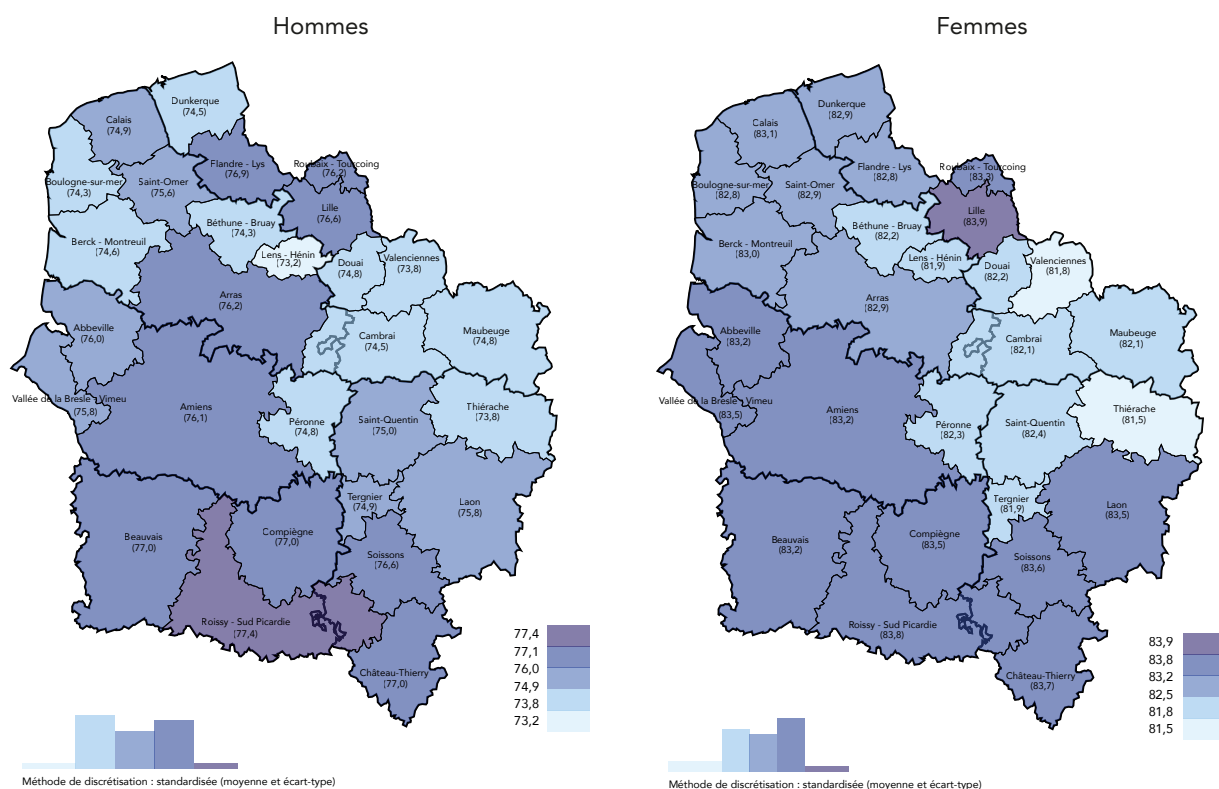 Hommes
Dunkerque
(74,5)
Calais
(74,9)
Flandre - Lys
(76,9)
Roubaix - Tourcoing
(76,2)
Boulogne-sur-mer
(74,3)
Saint-Omer
(75,6)
Lille
(76,6)
Béthune - Bruay
(74,3)
Berck - Montreuil
(74,6)
Lens - Hénin
(73,2)
Douai
(74,8)
Valenciennes
(73,8)
Arras
(76,2)
Abbeville
(76,0)
Cambrai
(74,5)
Maubeuge
(74,8)
Vallée de la Bresle - Vimeu
(75,8)
Amiens
(76,1)
Péronne
(74,8)
Saint-Quentin
(75,0)
Thiérache
(73,8)
Tergnier
(74,9)
Laon
(75,8)
Beauvais
(77,0)
Compiègne
(77,0)
Soissons
(76,6)
Roissy - Sud Picardie
(77,4)
Château-Thierry
(77,0)
77,4
77,1
76,0
74,9
73,8
73,2
Méthode de discrétisation : standardisée (moyenne et écart-type)
Femmes
Dunkerque
(82,9)
Calais
(83,1)
Flandre - Lys
(82,8)
Roubaix - Tourcoing
(83,3)
Boulogne-sur-mer
(82,8)
Saint-Omer
(82,9)
Lille
(83,9)
Béthune - Bruay
(82,2)
Berck - Montreuil
(83,0)
Lens - Hénin
(81,9)
Douai
(82,2)
Valenciennes
(81,8)
Arras
(82,9)
Abbeville
(83,2)
Cambrai
(82,1)
Maubeuge
(82,1)
Vallée de la Bresle - Vimeu
(83,5)
Amiens
(83,2)
Péronne
(82,3)
Saint-Quentin
(82,4)
Thiérache
(81,5)
Tergnier
(81,9)
Laon
(83,5)
Beauvais
(83,2)
Compiègne
(83,5)
Soissons
(83,6)
Roissy - Sud Picardie
(83,8)
Château-Thierry
(83,7)
83,9
83,8
83,2
82,5
81,8
81,5
Méthode de discrétisation : standardisée (moyenne et écart-type)